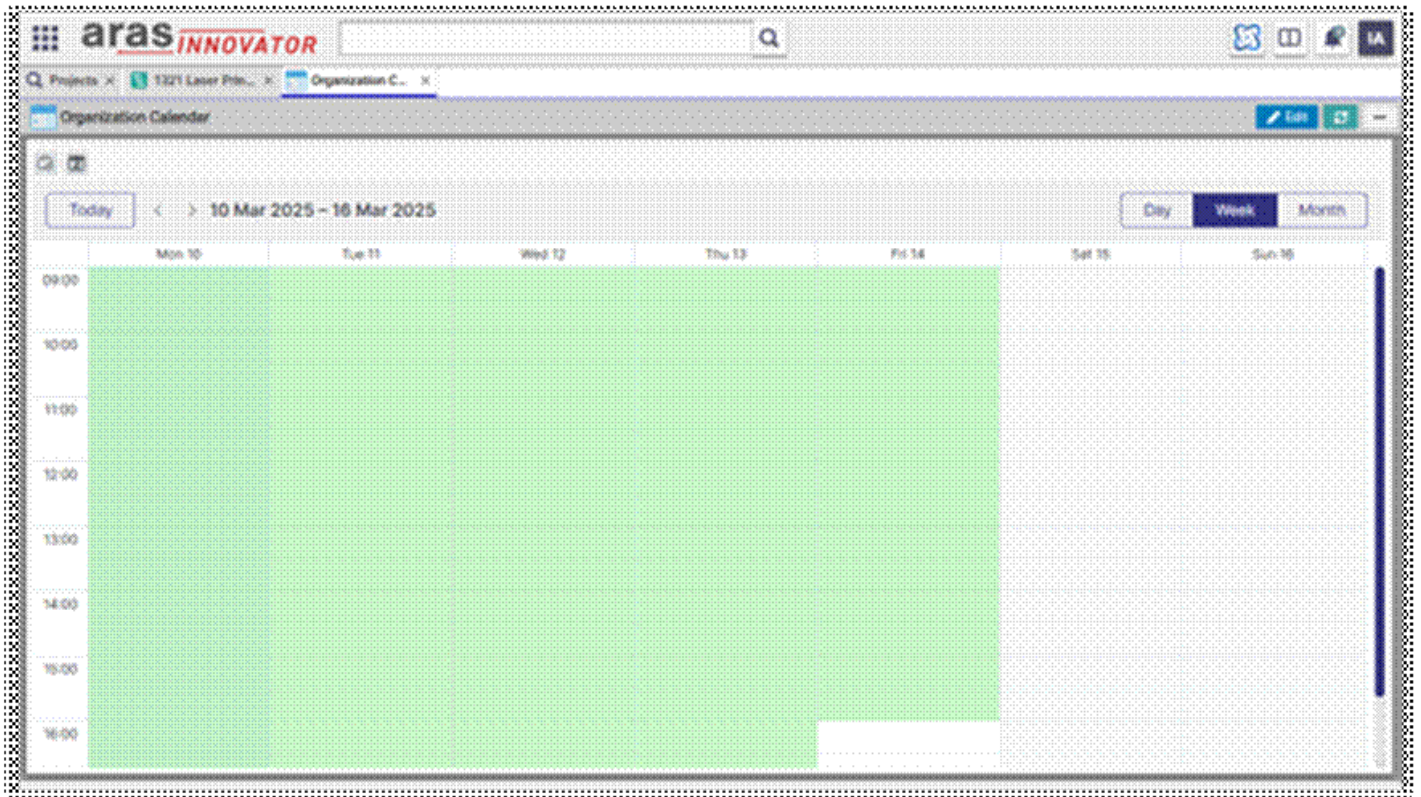 aras INNOVATOR
IA
Projects × 1321 Laser Prin... × Organization C... ×
Organization Calendar
Edit
Today < > 10 Mar 2025 – 16 Mar 2025
Day Week Month
Mon 10 Tue 11 Wed 12 Thu 13 Fri 14 Sat 15 Sun 16
09:00
10:00
11:00
12:00
13:00
14:00
15:00
16:00